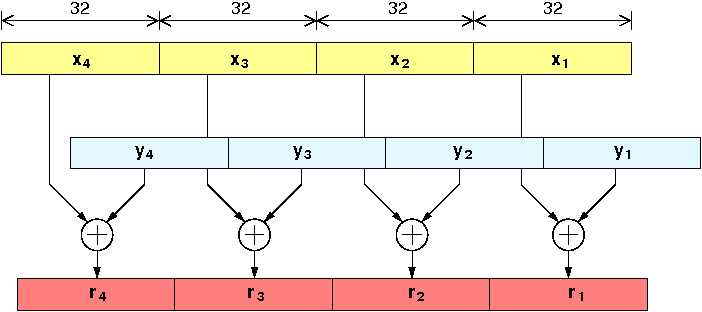 32 32 32 32
x4 x3 x2 x1
y4 y3 y2 y1
r4 r3 r2 r1